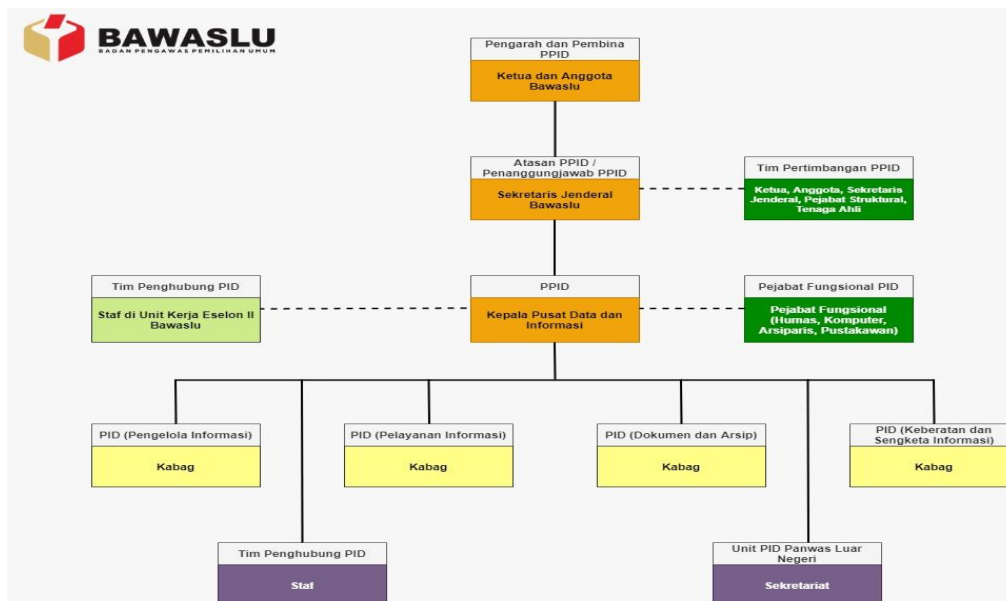 BAWASLU
BADAN PENGAWAS PEMILIHAN UMUM
Pengarah dan Pembina
PPID
Ketua dan Anggota
Bawaslu
Atasan PPID /
Penanggungjawab PPID
Sekretaris Jenderal
Bawaslu
Tim Pertimbangan PPID
Ketua, Anggota, Sekretaris
Jenderal, Pejabat Struktural,
Tenaga Ahli
Tim Penghubung PID
Staf di Unit Kerja Eselon II
Bawaslu
PPID
Kepala Pusat Data dan
Informasi
Pejabat Fungsional PID
Pejabat Fungsional
(Humas, Komputer,
Arsiparis, Pustakawan)
PID (Pengelola Informasi)
Kabag
PID (Pelayanan Informasi)
Kabag
PID (Dokumen dan Arsip)
Kabag
PID (Keberatan dan
Sengketa Informasi)
Kabag
Tim Penghubung PID
Staf
Unit PID Panwas Luar
Negeri
Sekretariat